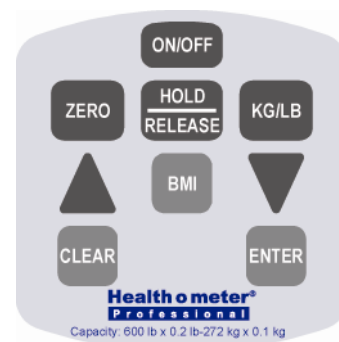 ON/OFF
ZERO
HOLD
RELEASE
KG/LB
BMI
CLEAR
ENTER
Health o meter®
Professional
Capacity: 600 lb x 0.2 lb-272 kg x 0.1 kg